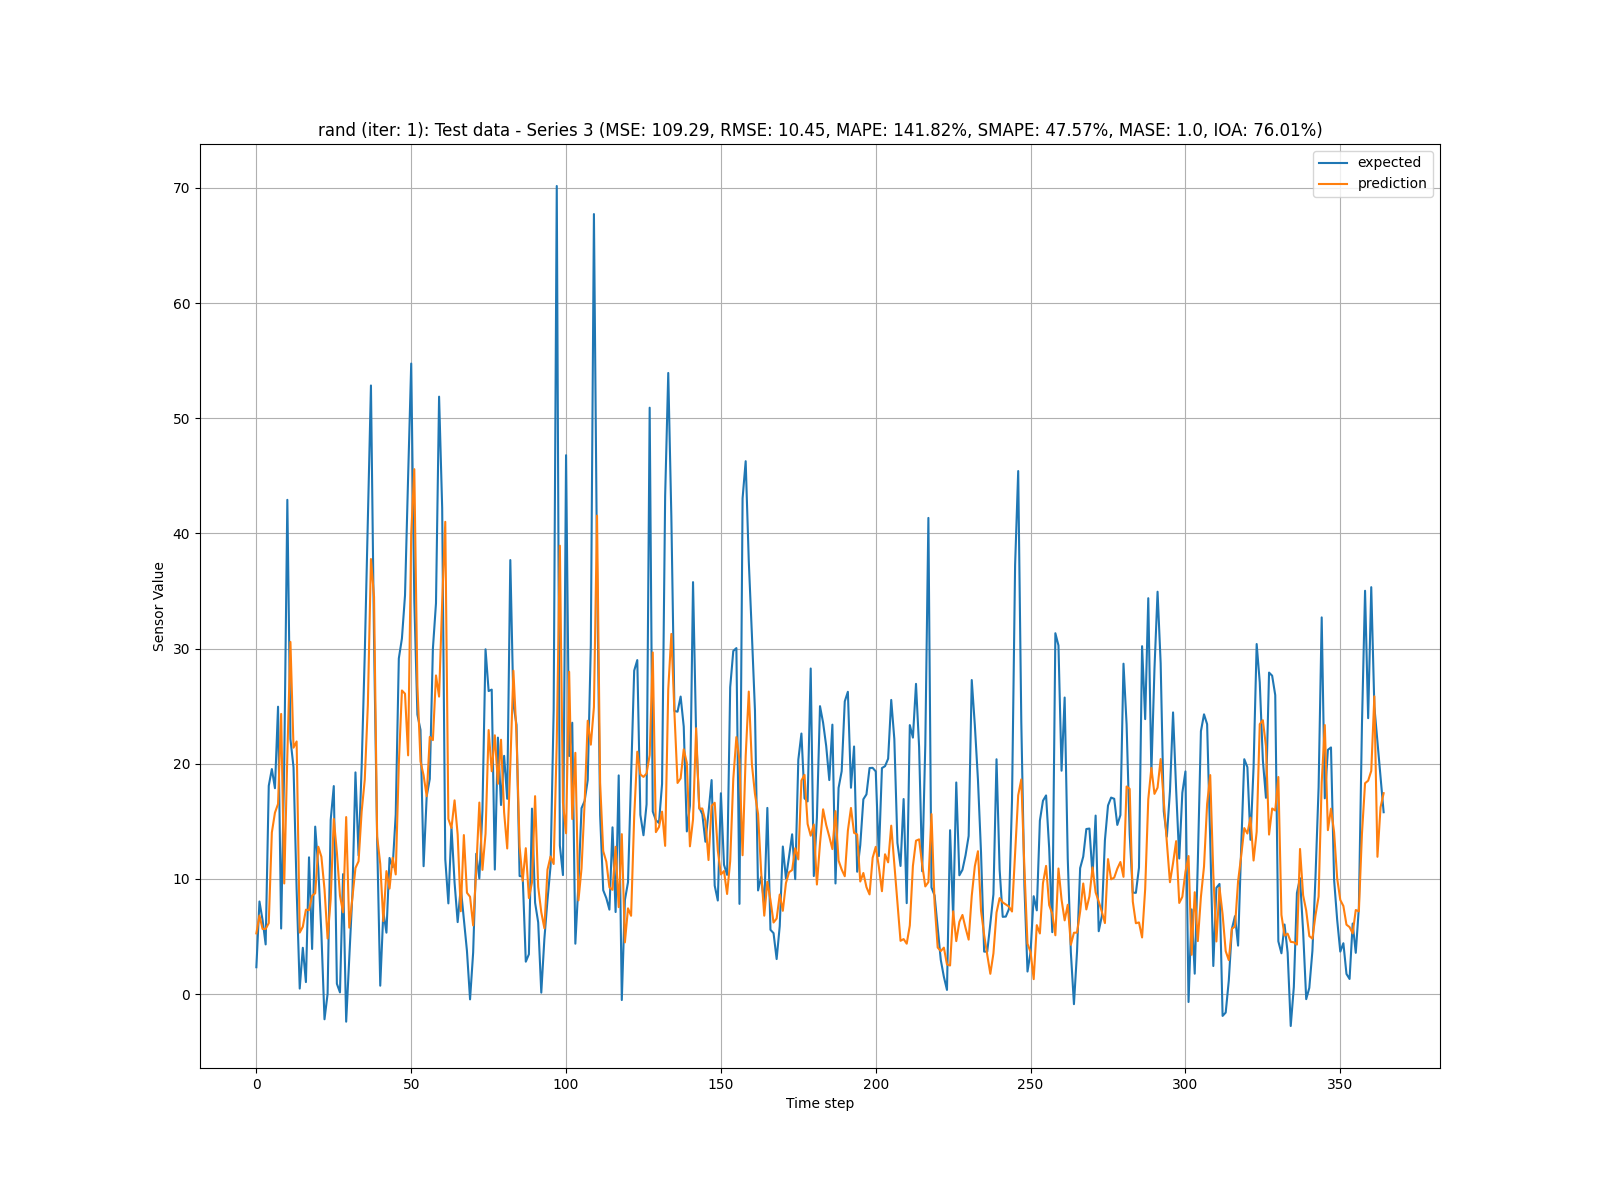 rand (iter: 1): Test data - Series 3 (MSE: 109.29, RMSE: 10.45, MAPE: 141.82%, SMAPE: 47.57%, MASE: 1.0, IOA: 76.01%)
expected
prediction
70
60
50
40
30
20
10
0
Sensor Value
0 50 100 150 200 250 300 350
Time step